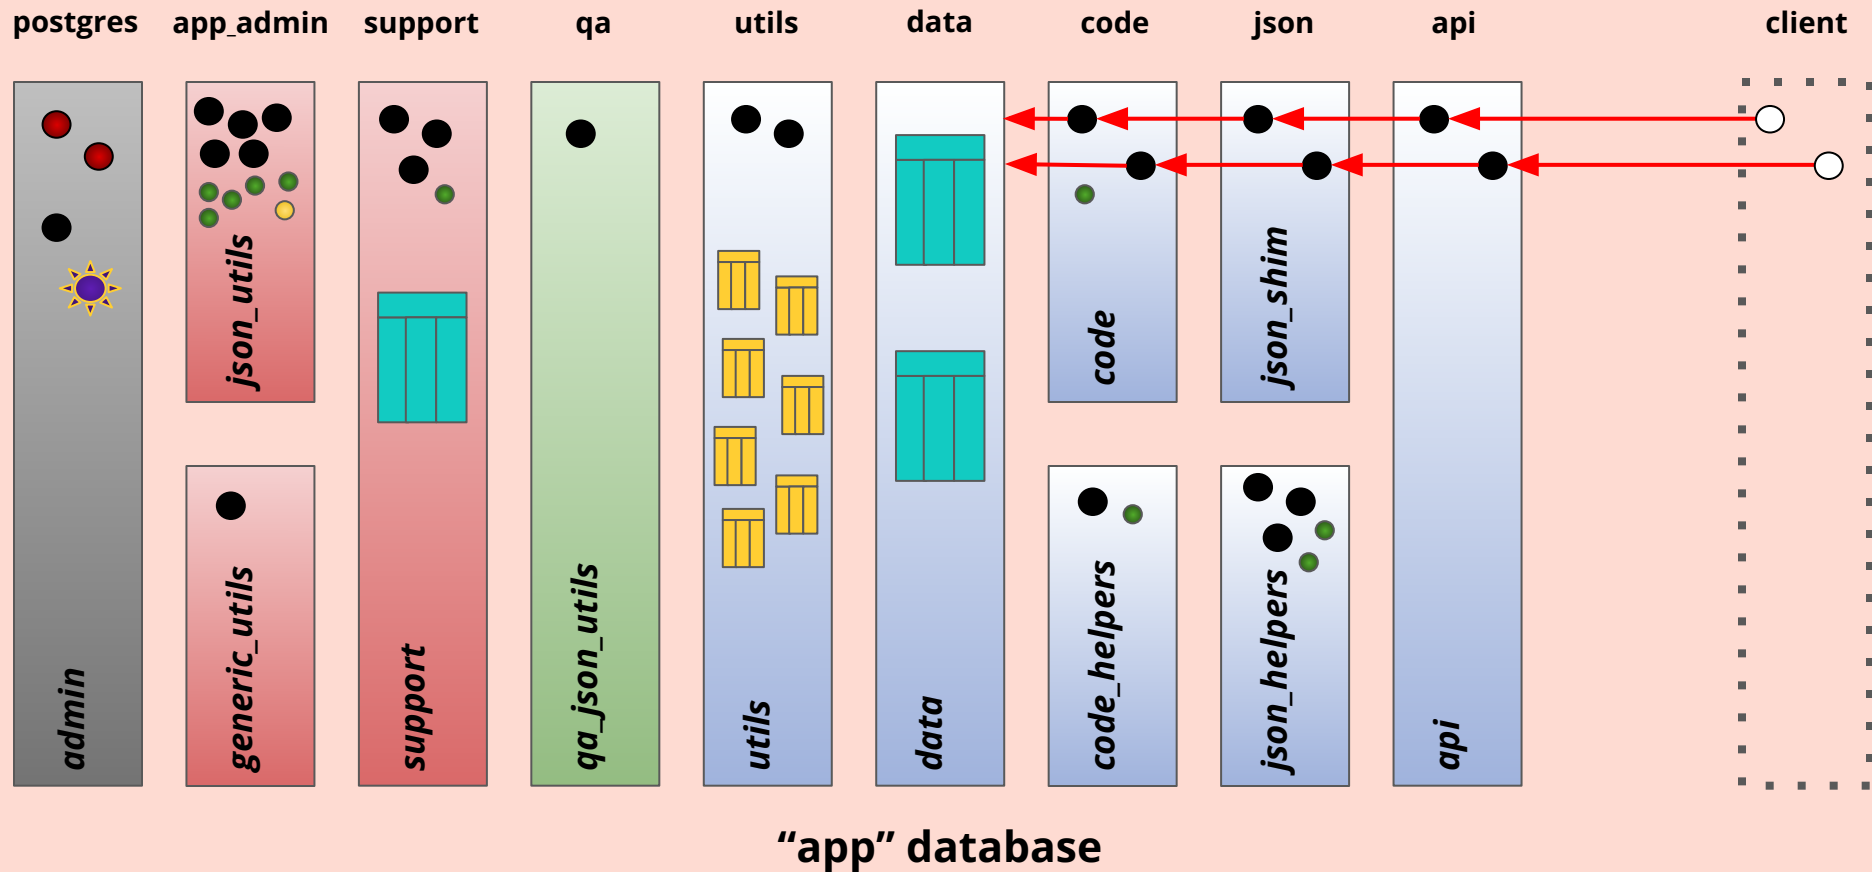 postgres app_admin support qa utils data code json api client
json_utils
code
json_shim
admin
generic_utils
support
qa_json_utils
utils
data
code_helpers
json_helpers
api
“app” database